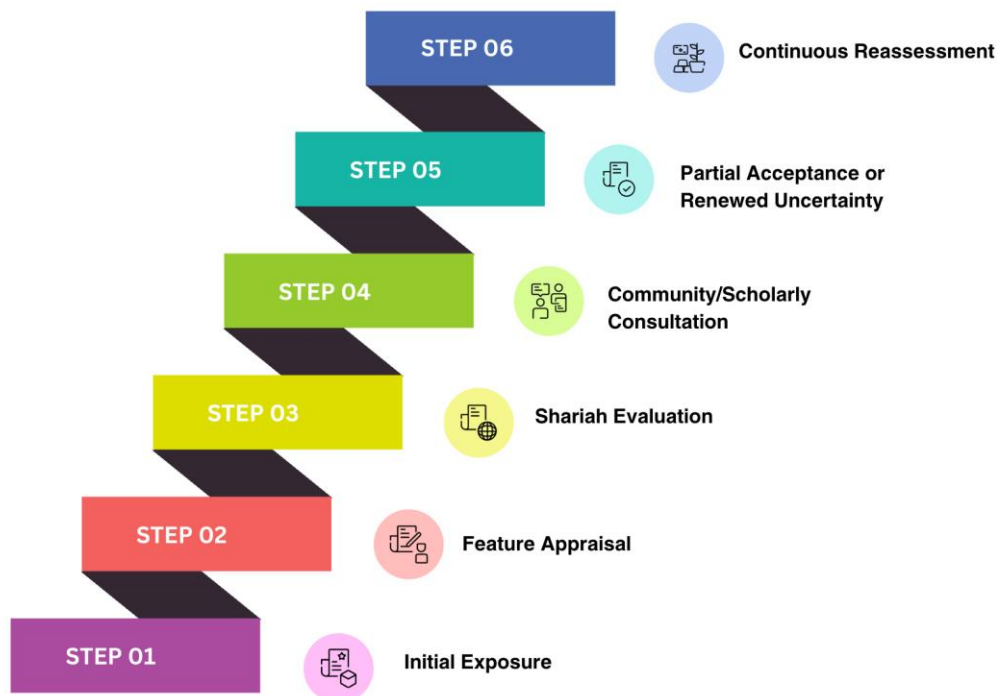 STEP 06
Continuous Reassessment
STEP 05
Partial Acceptance or
Renewed Uncertainty
STEP 04
Community/Scholarly
Consultation
STEP 03
Shariah Evaluation
STEP 02
Feature Appraisal
STEP 01
Initial Exposure